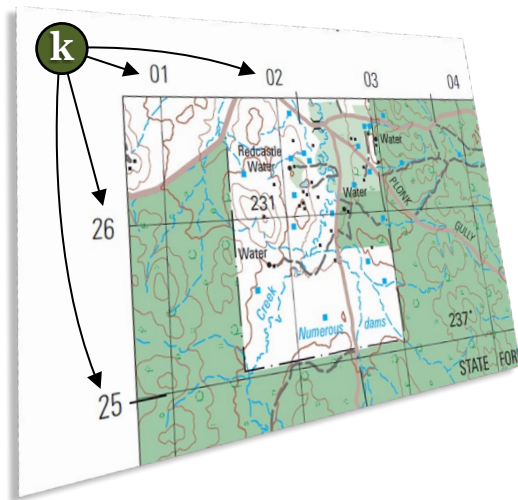 k
01 02 03 04
Redcastle
Water
Water
PLONK
GULLY
Water
231
26
Water
Creek
Numerous
dams
237
25
STATE FOR